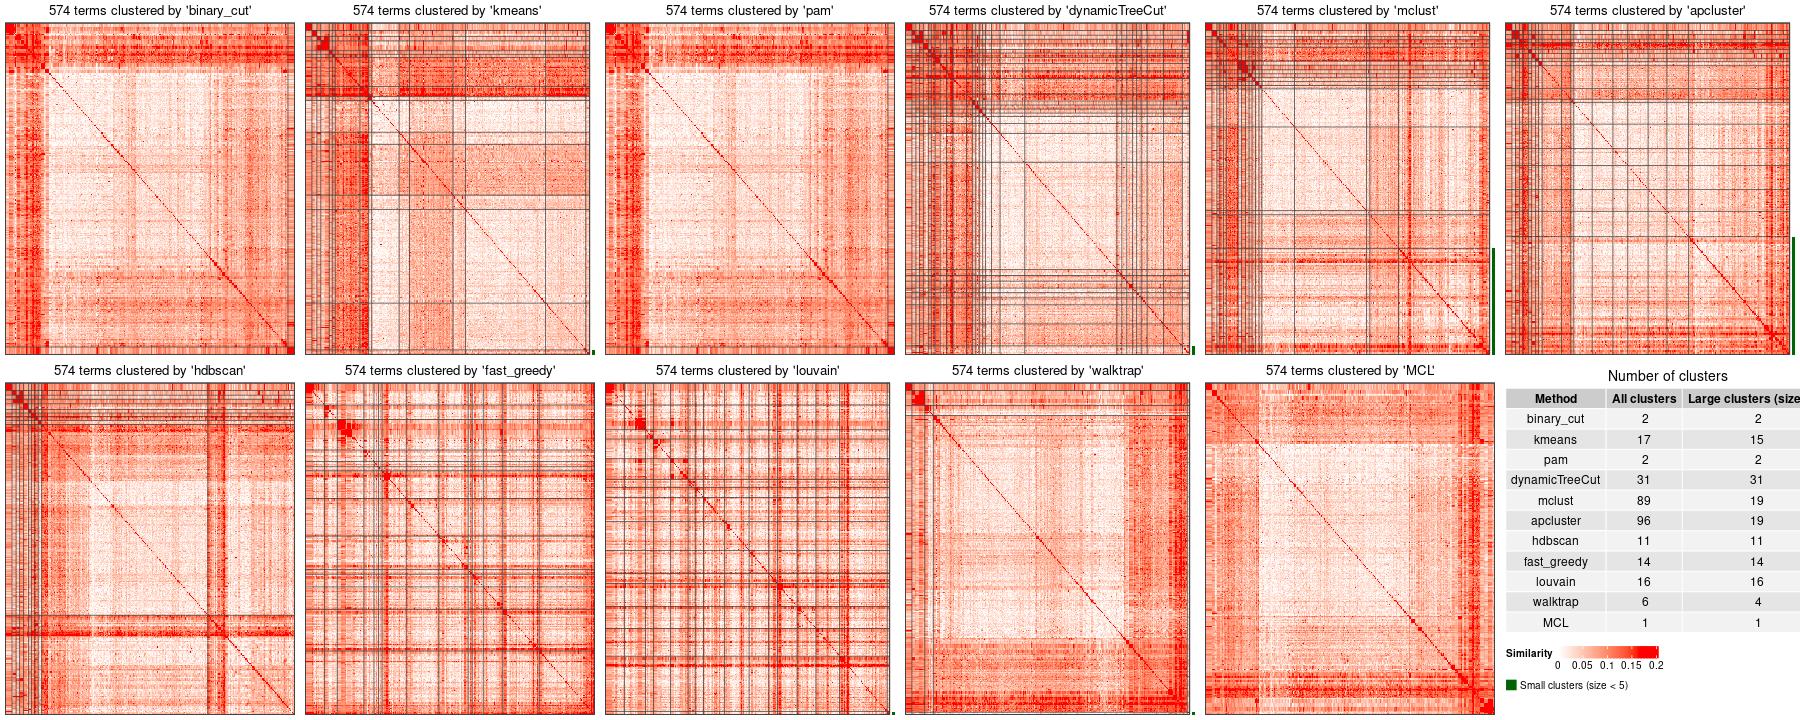 574 terms clustered by 'binary_cut'
574 terms clustered by 'kmeans'
574 terms clustered by 'pam'
574 terms clustered by 'dynamicTreeCut'
574 terms clustered by 'mclust'
574 terms clustered by 'apcluster'
574 terms clustered by 'hdbscan'
574 terms clustered by 'fast_greedy'
574 terms clustered by 'louvain'
574 terms clustered by 'walktrap'
574 terms clustered by 'MCL'
Number of clusters
Method All clusters Large clusters (size
binary_cut 2 2
kmeans 17 15
pam 2 2
dynamicTreeCut 31 31
mclust 89 19
apcluster 96 19
hdbscan 11 11
fast_greedy 14 14
louvain 16 16
walktrap 6 4
MCL 1 1
Similarity
0 0.05 0.1 0.15 0.2
Small clusters (size < 5)